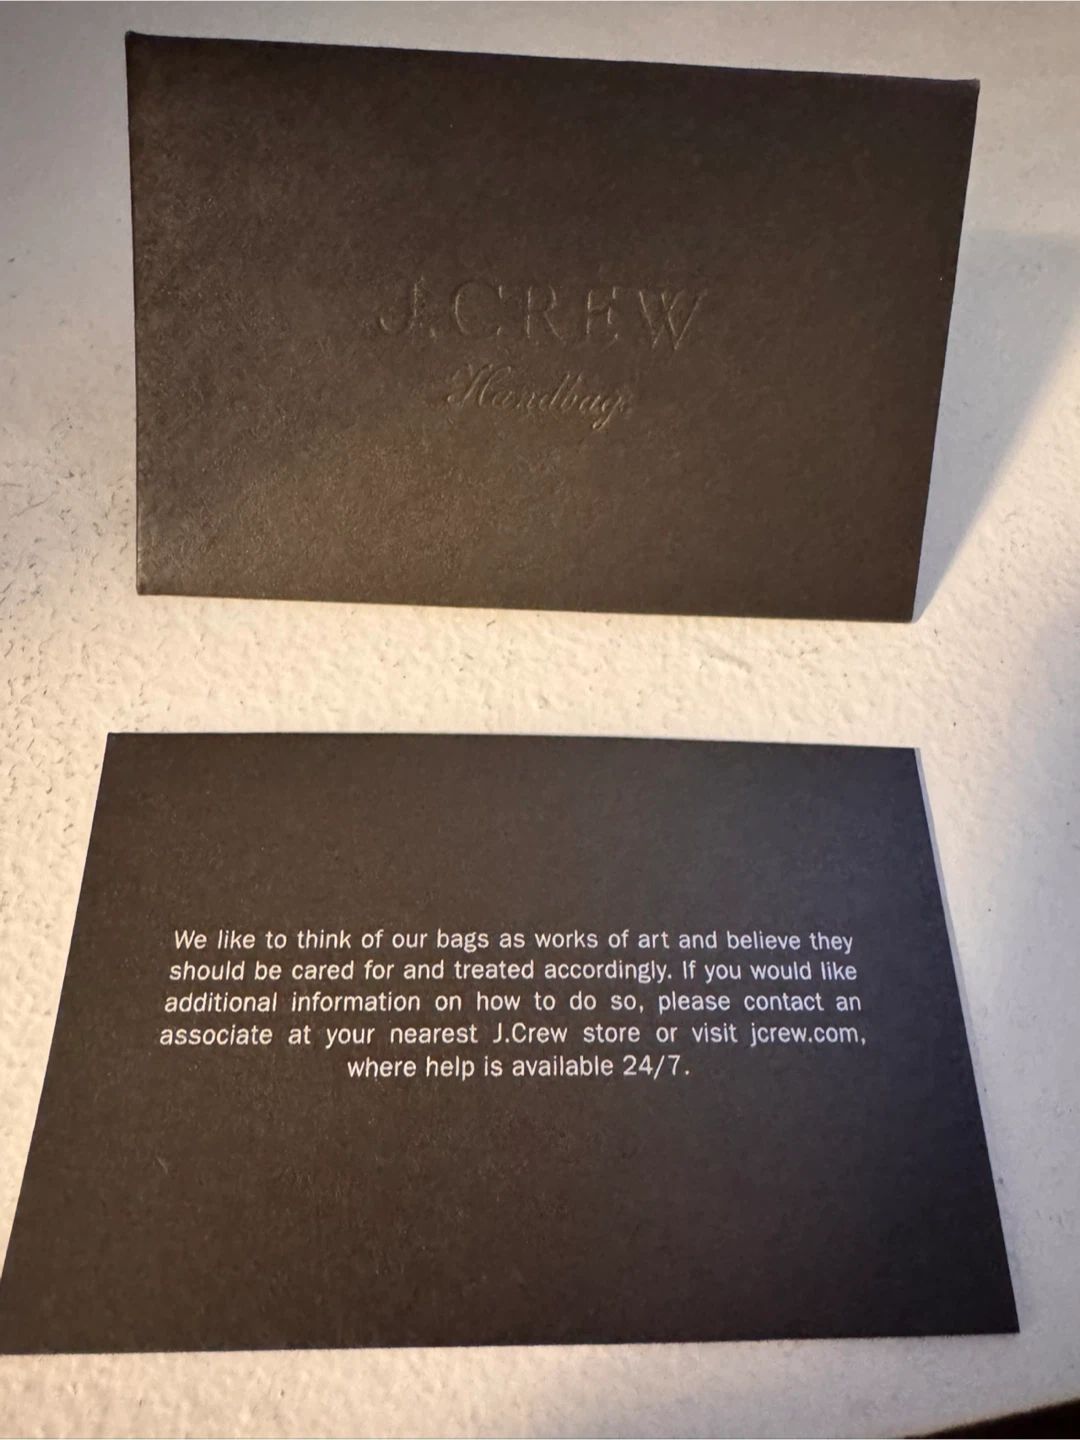 J.CREW
Handbags
We like to think of our bags as works of art and believe they
should be cared for and treated accordingly. If you would like
additional information on how to do so, please contact an
associate at your nearest J.Crew store or visit jcrew.com,
where help is available 24/7.